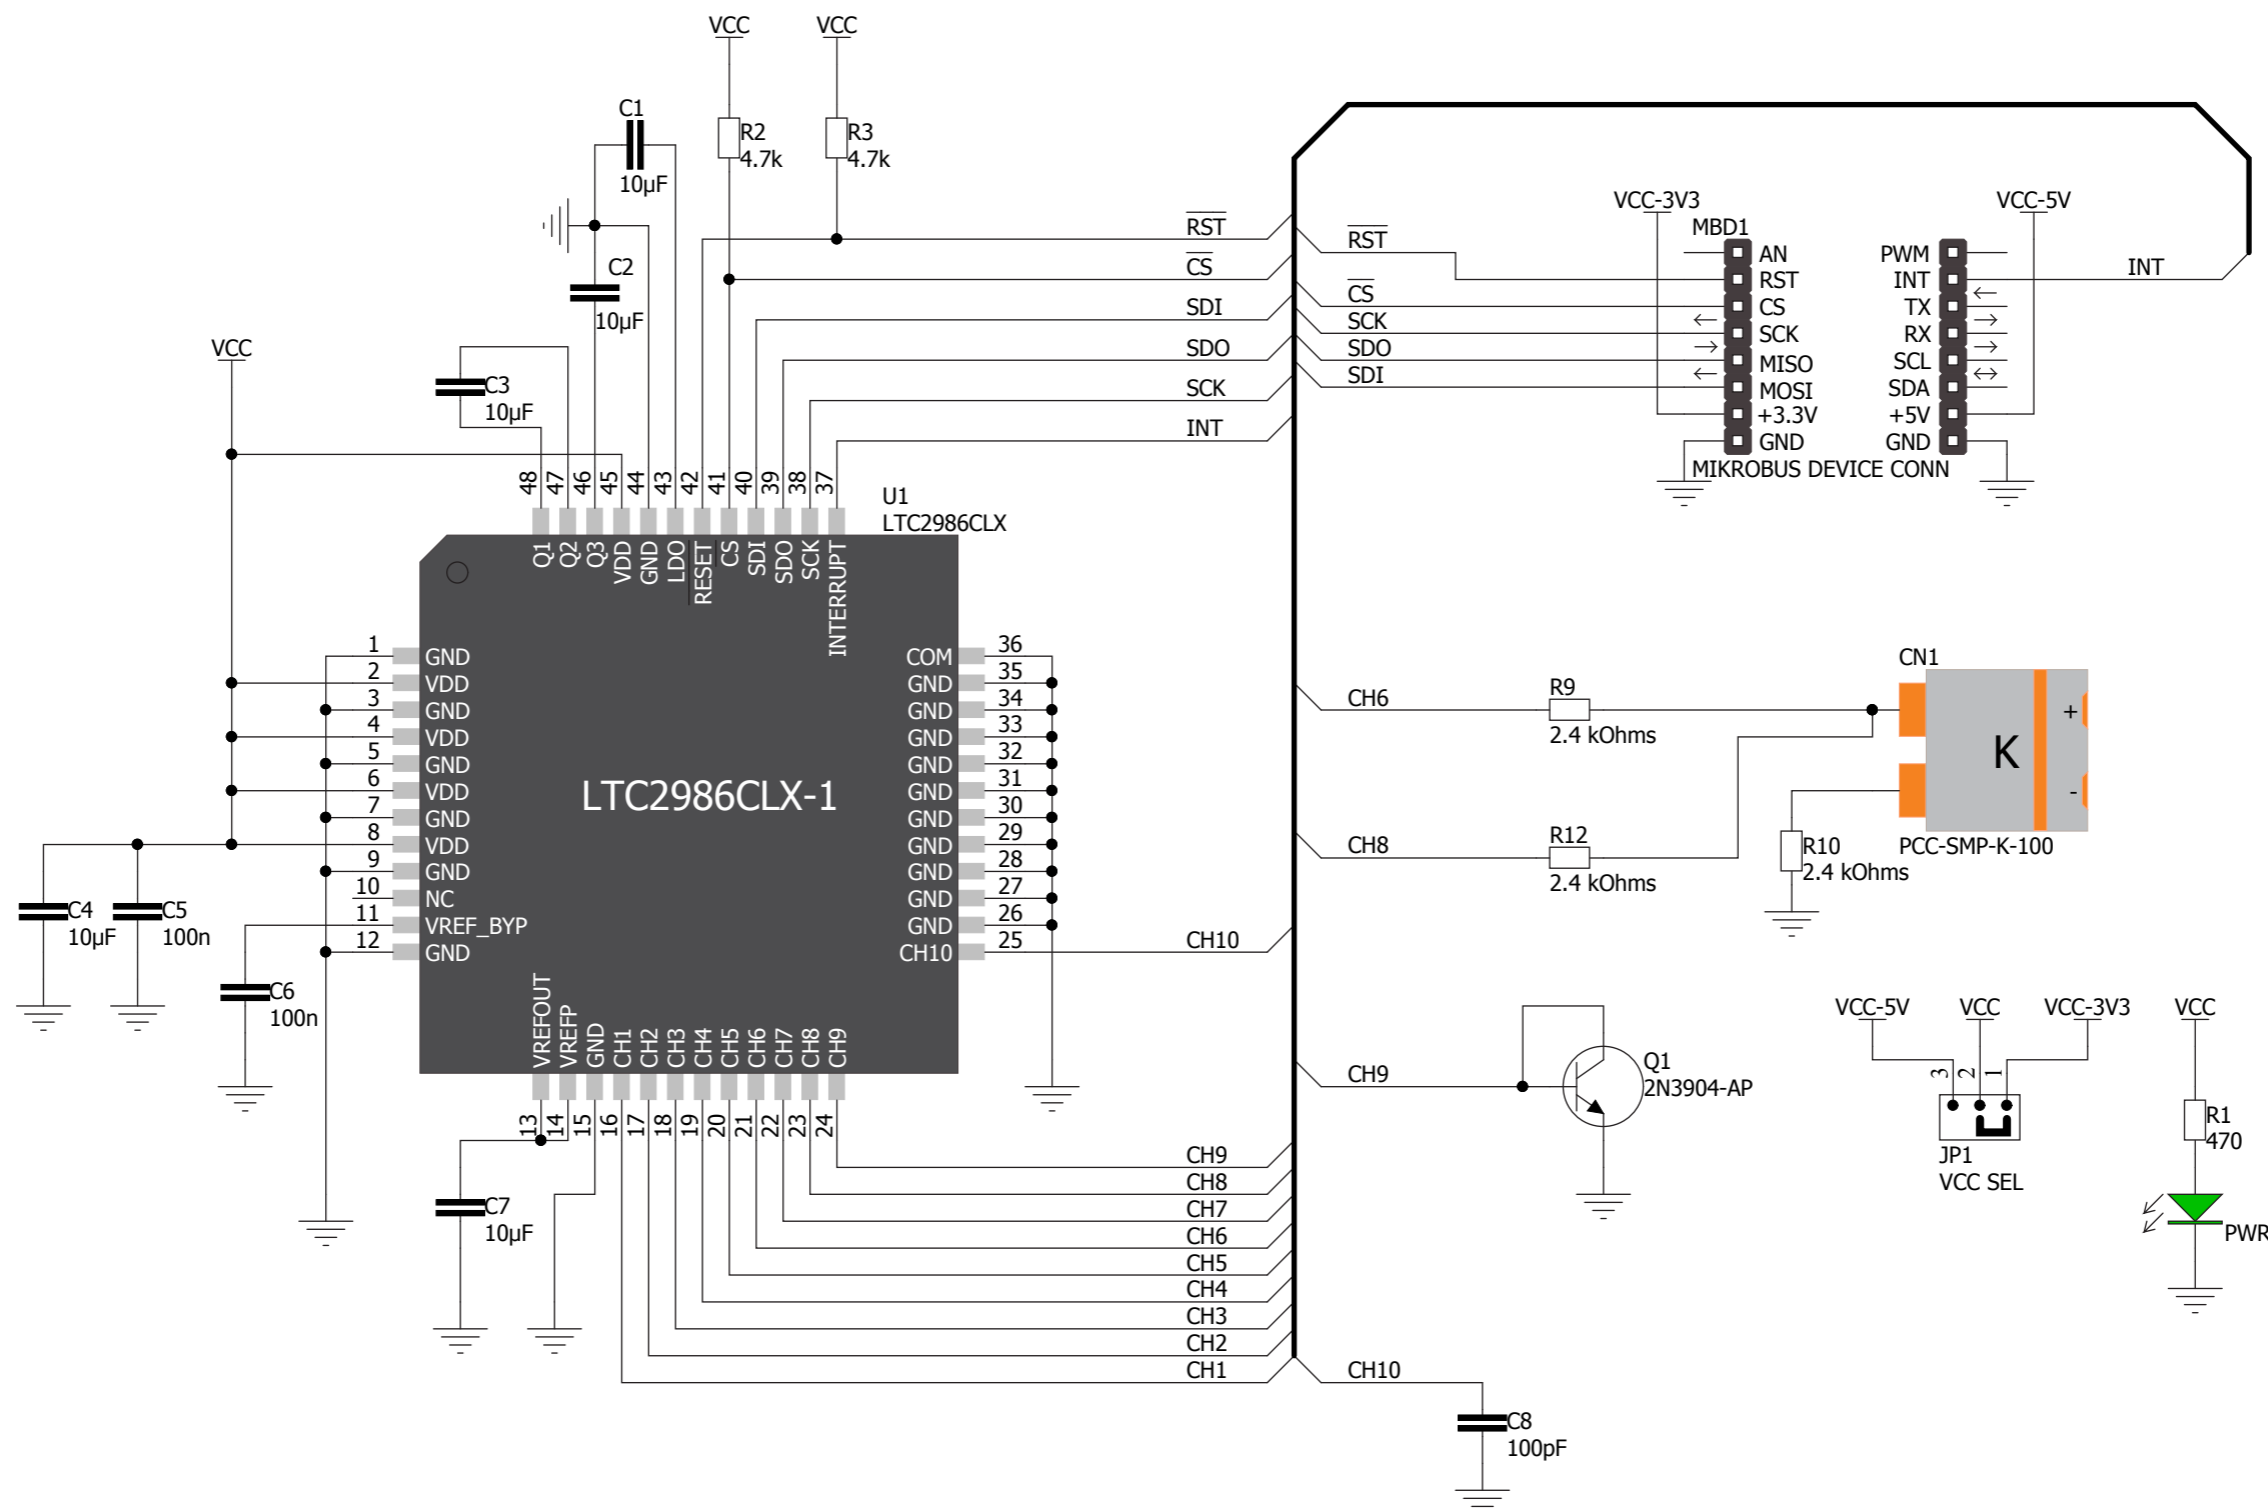 VCC
VCC
C1
10µF
R2
4.7k
R3
4.7k
C2
10µF
VCC
C3
10µF
RST
CS
SDI
SDO
SCK
INT
RST
CS
SCK
SDO
SDI
VCC-3V3
MBD1
AN
RST
CS
SCK
MISO
MOSI
+3.3V
GND
VCC-5V
PWM
INT
TX
RX
SCL
SDA
+5V
GND
INT
MIKROBUS DEVICE CONN
48
47
46
45
44
43
42
41
40
39
38
37
U1
LTC2986CLX
Q1
Q2
Q3
VDD
GND
LDO
RESET
CS
SDI
SDO
SCK
INTERRUPT
1 GND
2 VDD
3 GND
4 VDD
5 GND
6 VDD
7 GND
8 VDD
9 GND
10 NC
11 VREF_BYP
12 GND
LTC2986CLX-1
COM 36
GND 35
GND 34
GND 33
GND 32
GND 31
GND 30
GND 29
GND 28
GND 27
GND 26
CH10 25
CH10
C4
10µF
C5
100n
C6
100n
VREFOUT
VREFP
GND
CH1
CH2
CH3
CH4
CH5
CH6
CH7
CH8
CH9
13
14
15
16
17
18
19
20
21
22
23
24
C7
10µF
CH9
CH8
CH7
CH6
CH5
CH4
CH3
CH2
CH1
CH6
R9
2.4 kOhms
CN1
+
K
-
PCC-SMP-K-100
CH8
R12
2.4 kOhms
R10
2.4 kOhms
CH9
Q1
2N3904-AP
VCC-5V
VCC
VCC-3V3
3
2
1
JP1
VCC SEL
VCC
R1
470
PWR
CH10
C8
100pF